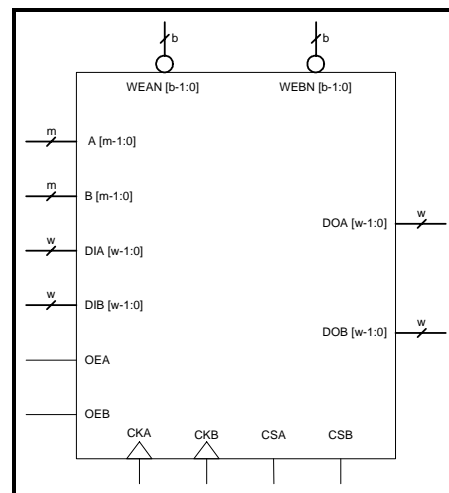 b b
WEAN [b-1:0] WEBN [b-1:0]
m
A [m-1:0]
m
B [m-1:0]
w
DOA [w-1:0]
w
DIA [w-1:0]
w
DIB [w-1:0]
w
DOB [w-1:0]
OEA
OEB
CKA CKB CSA CSB